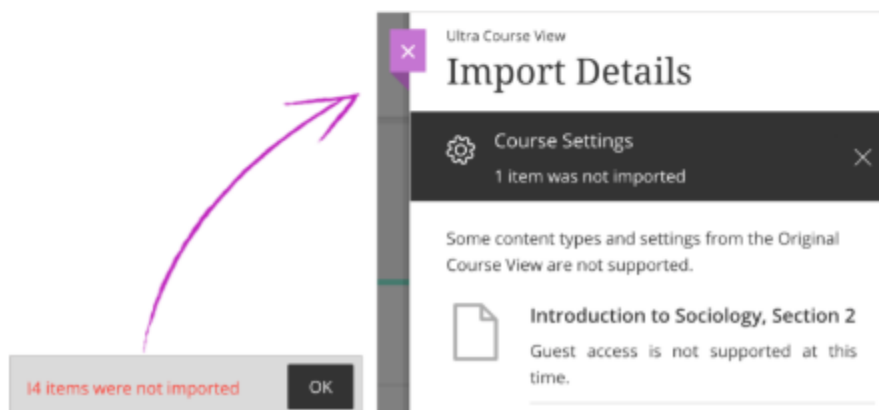 Ultra Course View
Import Details
Course Settings
1 item was not imported
Some content types and settings from the Original
Course View are not supported.
Introduction to Sociology, Section 2
Guest access is not supported at this
time.
I4 items were not imported
OK